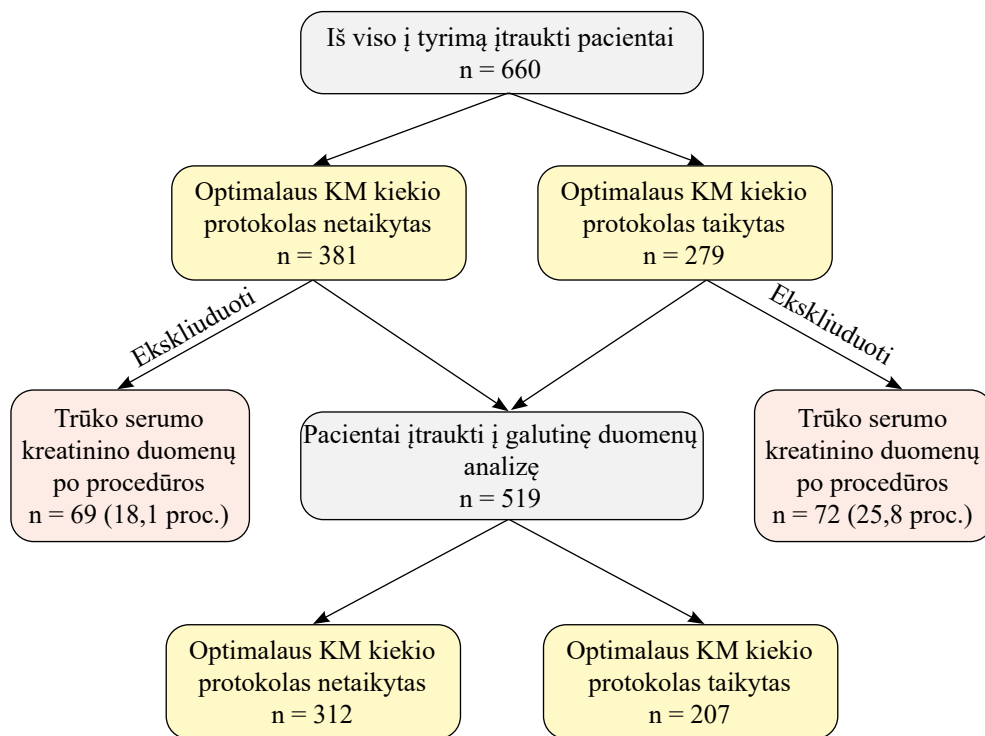 Iš viso į tyrimą įtraukti pacientai
n = 660
Optimalaus KM kiekio
protokolas netaikytas
n = 381
Optimalaus KM kiekio
protokolas taikytas
n = 279
Ekskliuduoti
Ekskliuduoti
Trūko serumo
kreatinino duomenų
po procedūros
n = 69 (18,1 proc.)
Pacientai įtraukti į galutinę duomenų
analizę
n = 519
Trūko serumo
kreatinino duomenų
po procedūros
n = 72 (25,8 proc.)
Optimalaus KM kiekio
protokolas netaikytas
n = 312
Optimalaus KM kiekio
protokolas taikytas
n = 207